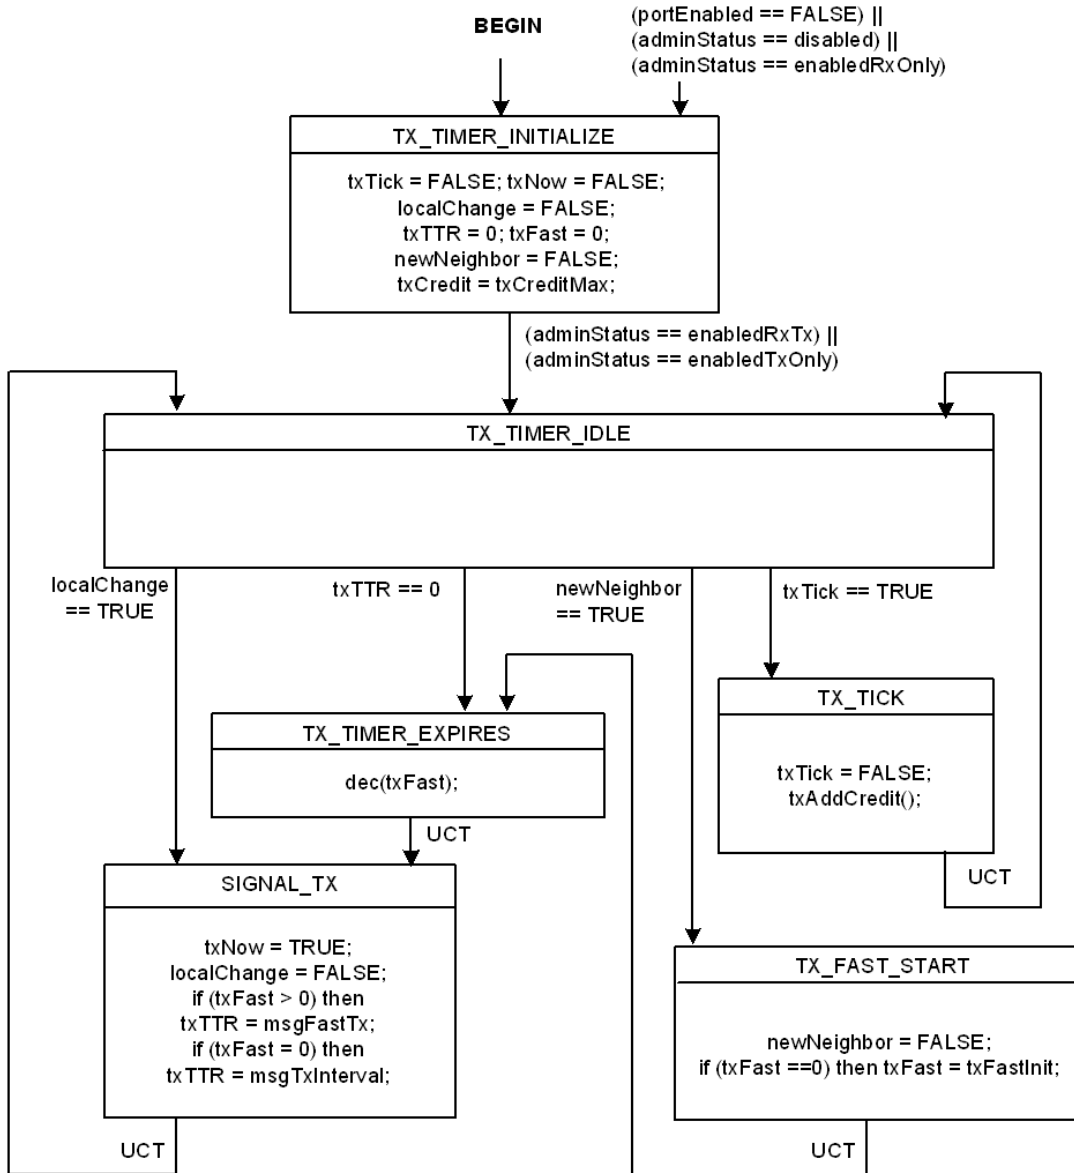 BEGIN
(portEnabled == FALSE) ||
(adminStatus == disabled) ||
(adminStatus == enabledRxOnly)
TX_TIMER_INITIALIZE
txTick = FALSE; txNow = FALSE;
localChange = FALSE;
txTTR = 0; txFast = 0;
newNeighbor = FALSE;
txCredit = txCreditMax;
(adminStatus == enabledRxTx) ||
(adminStatus == enabledTxOnly)
TX_TIMER_IDLE
localChange
== TRUE
txTTR == 0
newNeighbor
== TRUE
txTick == TRUE
TX_TICK
txTick = FALSE;
txAddCredit();
UCT
TX_TIMER_EXPIRES
dec(txFast);
UCT
SIGNAL_TX
txNow = TRUE;
localChange = FALSE;
if (txFast > 0) then
txTTR = msgFastTx;
if (txFast = 0) then
txTTR = msgTxInterval;
UCT
TX_FAST_START
newNeighbor = FALSE;
if (txFast ==0) then txFast = txFastInit;
UCT